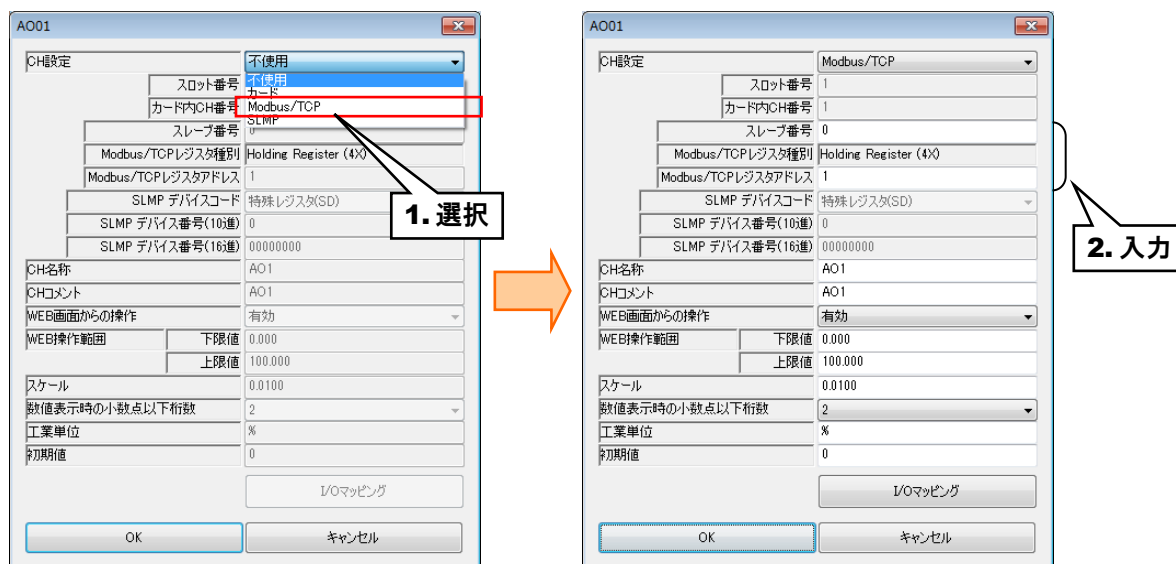 AO01
CH設定 不使用
不使用
スロット番号
カード
カード内CH番号 Modbus/TCP
SLMP
スレーブ番号 0
Modbus/TCPレジスタ種別 Holding Register (4X)
Modbus/TCPレジスタアドレス 1
SLMP デバイスコード 特殊レジスタ(SD)
SLMP デバイス番号(10進) 0
SLMP デバイス番号(16進) 00000000
CH名称 AO1
CHコメント AO1
WEB画面からの操作 有効
WEB操作範囲 下限値 0.000
上限値 100.000
スケール 0.0100
数値表示時の小数点以下桁数 2
工業単位 %
初期値 0
I/Oマッピング
OK キャンセル
1. 選択
AO01
CH設定 Modbus/TCP
スロット番号 1
カード内CH番号 1
スレーブ番号 0
Modbus/TCPレジスタ種別 Holding Register (4X)
Modbus/TCPレジスタアドレス 1
SLMP デバイスコード 特殊レジスタ(SD)
SLMP デバイス番号(10進) 0
SLMP デバイス番号(16進) 00000000
CH名称 AO1
CHコメント AO1
WEB画面からの操作 有効
WEB操作範囲 下限値 0.000
上限値 100.000
スケール 0.0100
数値表示時の小数点以下桁数 2
工業単位 %
初期値 0
I/Oマッピング
OK キャンセル
2. 入力